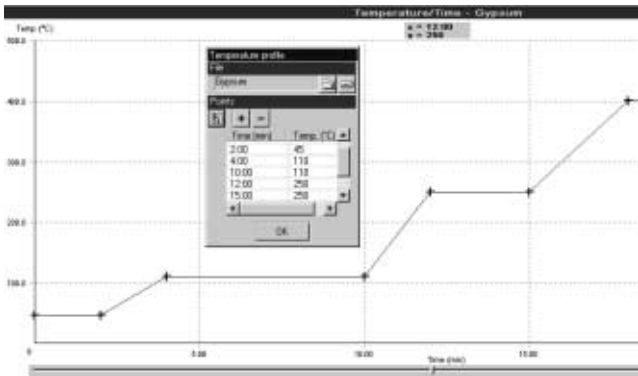 Temperature/Time - Gypsum
Temp. (°C)
x = 12:00
y = 250
500.0
400.0
300.0
200.0
100.0
0
5:00
10:00
15:00
Time (min)
Temperature profile
File
Gypsum
Points
+ −
Time (min) Temp. (°C)
2:00 45
4:00 110
10:00 110
12:00 250
15:00 250
OK